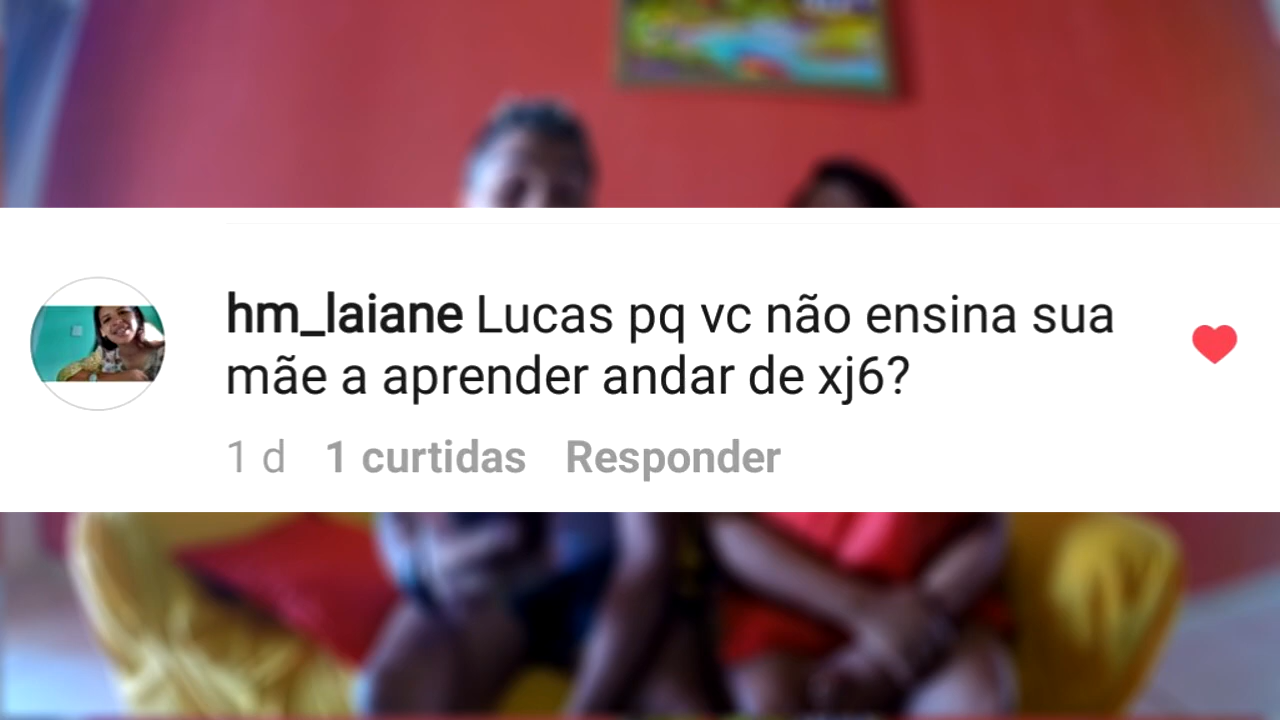 hm_laiane Lucas pq vc não ensina sua
mãe a aprender andar de xj6?
1 d 1 curtidas Responder